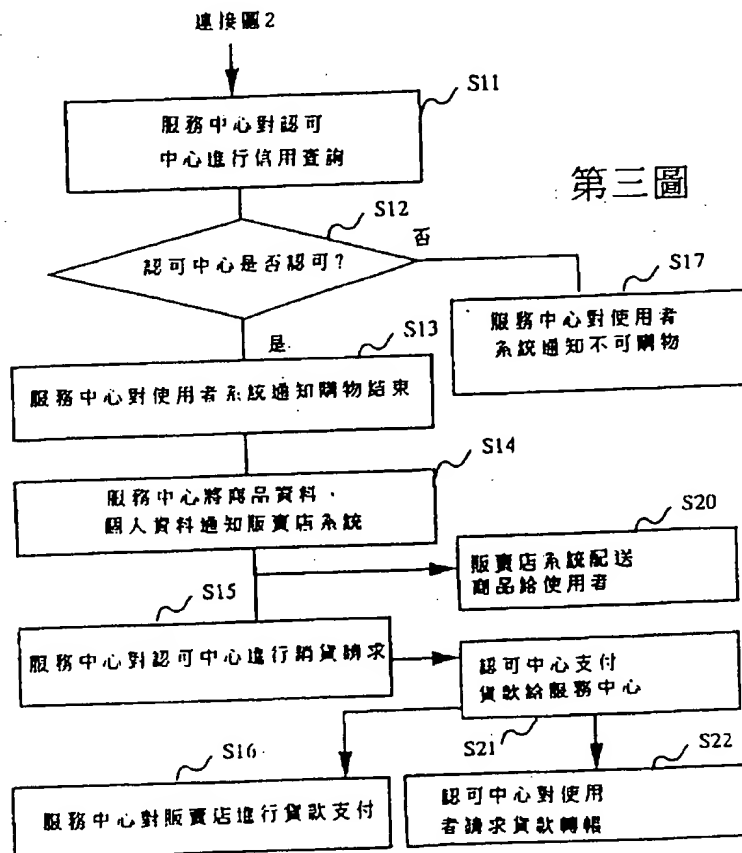 連接圖2
S11
服務中心對認可
中心進行信用查詢
第三圖
S12
否
認可中心是否認可?
S17
服務中心對使用者
系統通知不可購物
是
S13
服務中心對使用者系統通知購物結束
S14
服務中心將商品資料、
個人資料通知販賣店系統
S20
販賣店系統配送
商品給使用者
S15
服務中心對認可中心進行銷貨請求
認可中心支付
貨款給服務中心
S21
S16
服務中心對販賣店進行貨款支付
S22
認可中心對使用
者請求貨款轉帳